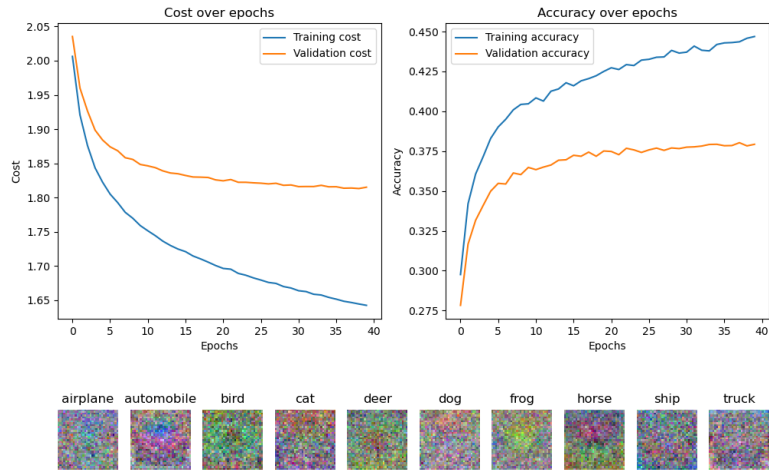 Cost over epochs
2.05
2.00
1.95
1.90
1.85
1.80
1.75
1.70
1.65
Cost
0 5 10 15 20 25 30 35 40
Epochs
Training cost
Validation cost
Accuracy over epochs
0.450
0.425
0.400
0.375
0.350
0.325
0.300
0.275
Accuracy
0 5 10 15 20 25 30 35 40
Epochs
Training accuracy
Validation accuracy
airplane automobile bird cat deer dog frog horse ship truck